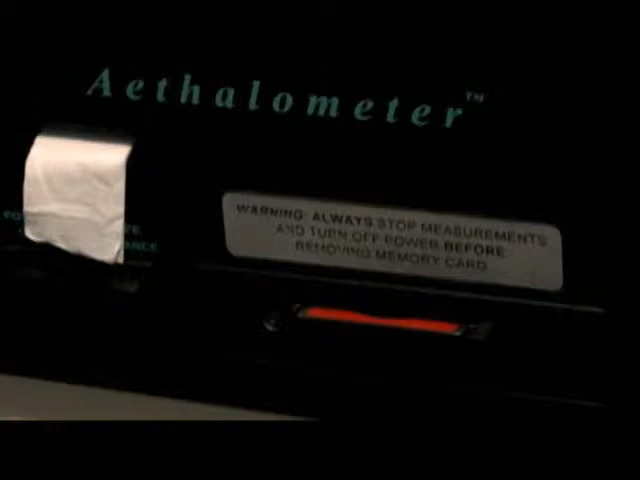 Aethalometer™
WARNING: ALWAYS STOP MEASUREMENTS
AND TURN OFF POWER BEFORE
REMOVING MEMORY CARD